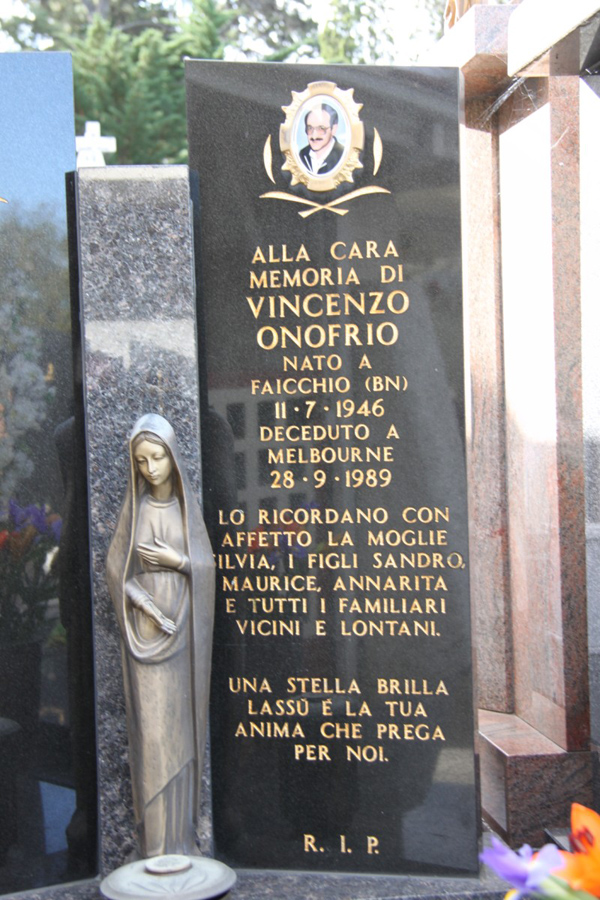 ALLA CARA
MEMORIA DI
VINCENZO
ONOFRIO
NATO A
FAICCHIO (BN)
11·7·1946
DECEDUTO A
MELBOURNE
28·9·1989
LO RICORDANO CON
AFFETTO LA MOGLIE
SILVIA, I FIGLI SANDRO,
MAURICE, ANNARITA
E TUTTI I FAMILIARI
VICINI E LONTANI.
UNA STELLA BRILLA
LASSÙ É LA TUA
ANIMA CHE PREGA
PER NOI.
R. I. P.